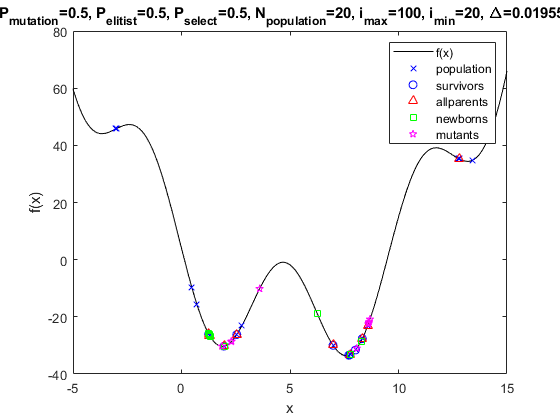 P_mutation=0.5, P_elitist=0.5, P_select=0.5, N_population=20, i_max=100, i_min=20, Δ=0.01955
80
60
40
20
0
-20
-40
f(x)
f(x)
population
survivors
allparents
newborns
mutants
-5
0
5
10
15
x